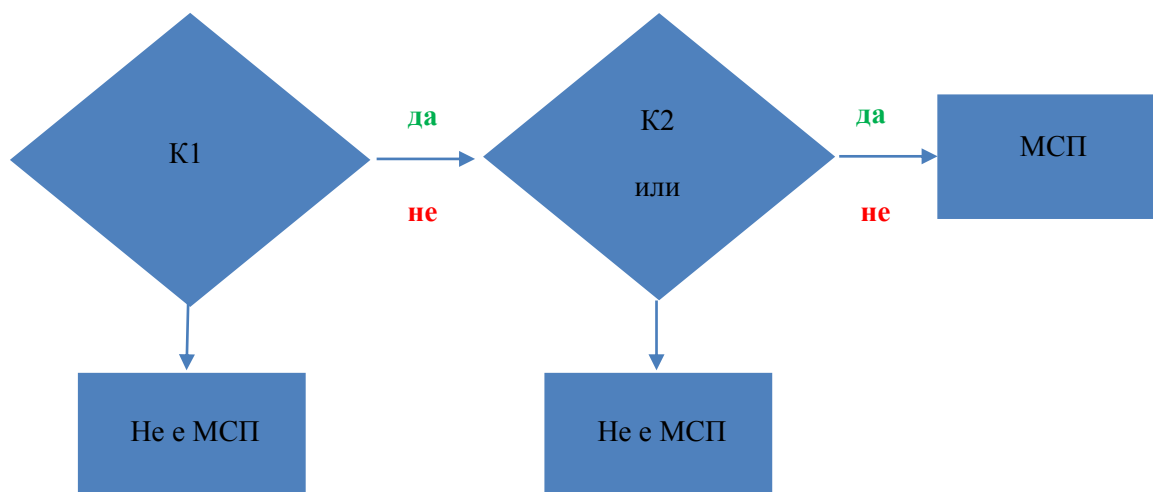 К1
да
не
К2
или
да
не
МСП
Не е МСП
Не е МСП